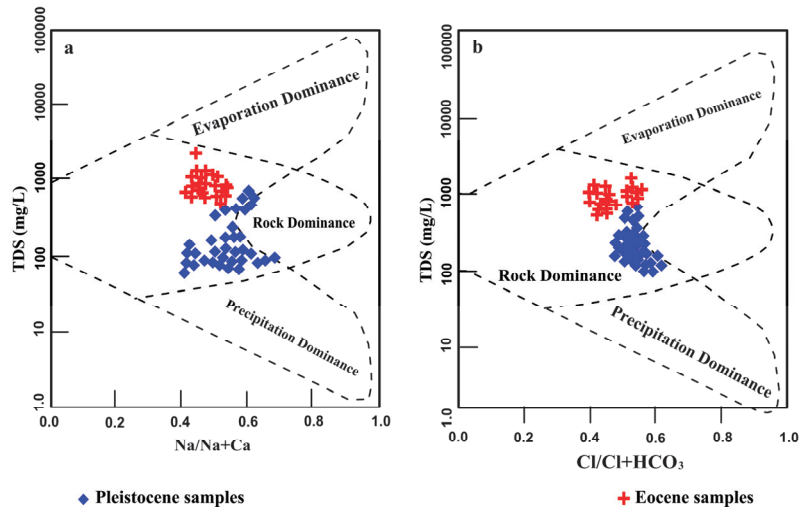 a
100000
10000
1000
100
10
1.0
TDS (mg/L)
Evaporation Dominance
Rock Dominance
Precipitation Dominance
0.0 0.2 0.4 0.6 0.8 1.0
Na/Na+Ca
b
100000
10000
1000
100
10
1.0
TDS (mg/L)
Evaporation Dominance
Rock Dominance
Precipitation Dominance
0.0 0.2 0.4 0.6 0.8 1.0
Cl/Cl+HCO₃
Pleistocene samples
Eocene samples